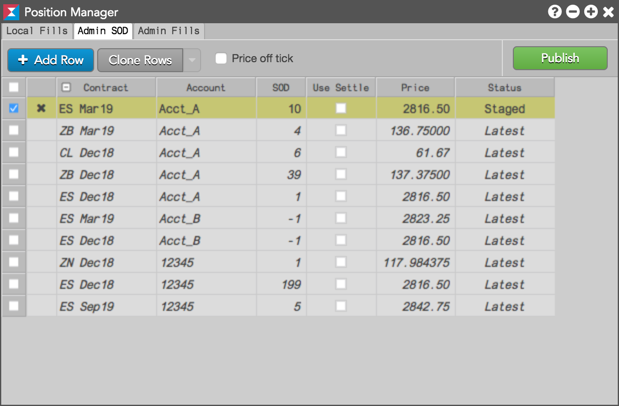 Position Manager
Local Fills Admin SOD Admin Fills
+ Add Row Clone Rows Price off tick Publish
Contract Account SOD Use Settle Price Status
ES Mar19 Acct_A 10 2816.50 Staged
ZB Mar19 Acct_A 4 136.75000 Latest
CL Dec18 Acct_A 6 61.67 Latest
ZB Dec18 Acct_A 39 137.37500 Latest
ES Dec18 Acct_A 1 2816.50 Latest
ES Mar19 Acct_B -1 2823.25 Latest
ES Dec18 Acct_B -1 2816.50 Latest
ZN Dec18 12345 1 117.984375 Latest
ES Dec18 12345 199 2816.50 Latest
ES Sep19 12345 5 2842.75 Latest